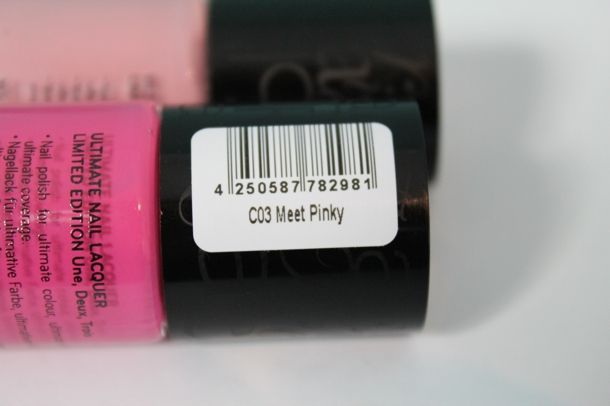 4 250587 782981
C03 Meet Pinky
ULTIMATE NAIL LACQUER
LIMITED EDITION Une, Deux, Trois
• Nail polish for ultimate colour,
ultimate coverage.
• Nagellack für ultimative Farbe,